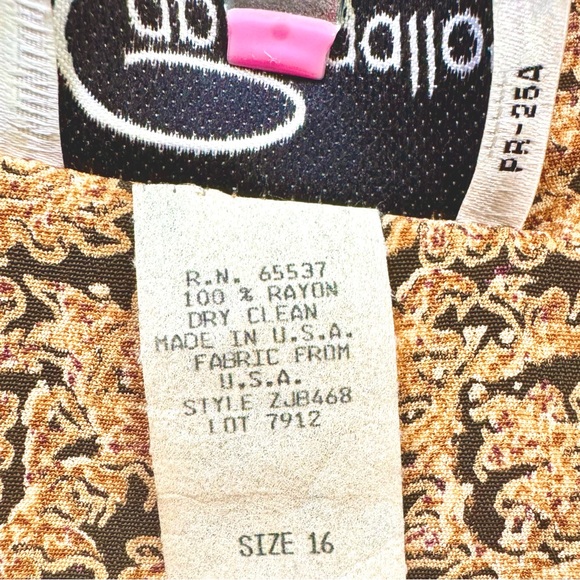 PR-25A
R.N. 65537
100 % RAYON
DRY CLEAN
MADE IN U.S.A.
FABRIC FROM
U.S.A.
STYLE ZJB468
LOT 7912
SIZE 16